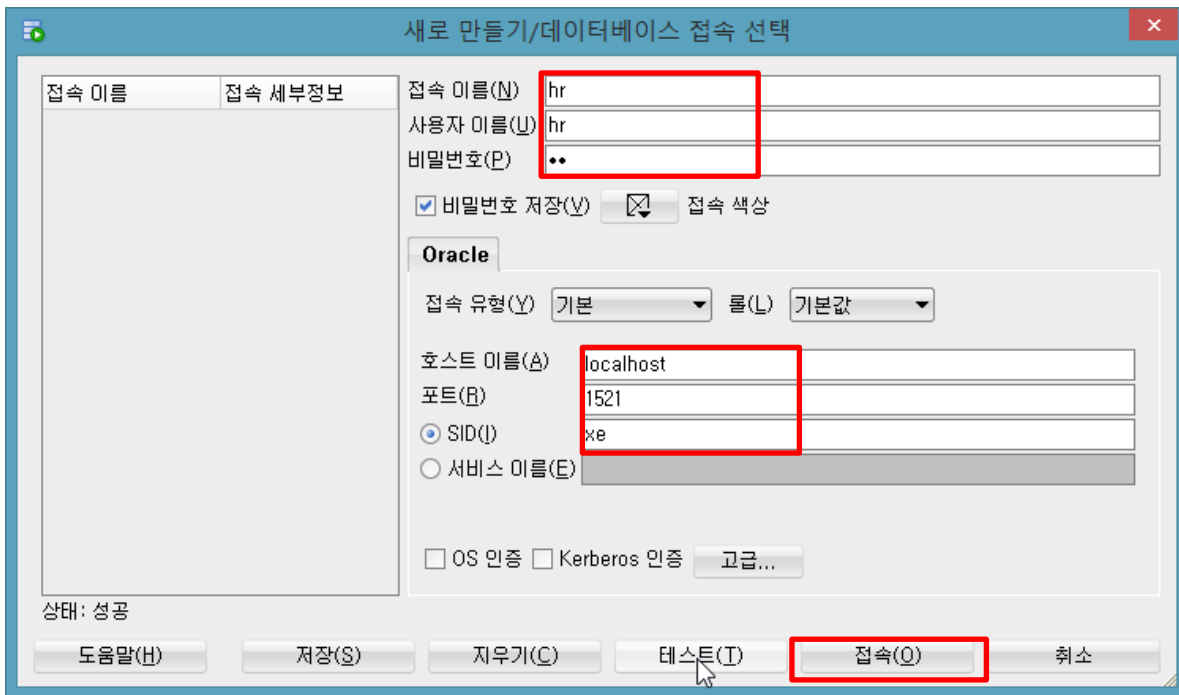 새로 만들기/데이터베이스 접속 선택
접속 이름 접속 세부정보
접속 이름(N) hr
사용자 이름(U) hr
비밀번호(P) ••
비밀번호 저장(V) 접속 색상
Oracle
접속 유형(Y) 기본 롤(L) 기본값
호스트 이름(A) localhost
포트(R) 1521
SID(I) xe
서비스 이름(E)
OS 인증 Kerberos 인증 고급...
상태: 성공
도움말(H) 저장(S) 지우기(C) 테스트(T) 접속(O) 취소